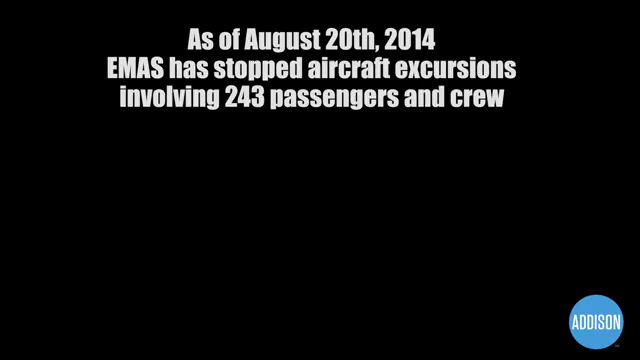 As of August 20th, 2014
EMAS has stopped aircraft excursions
involving 243 passengers and crew
ADDISON